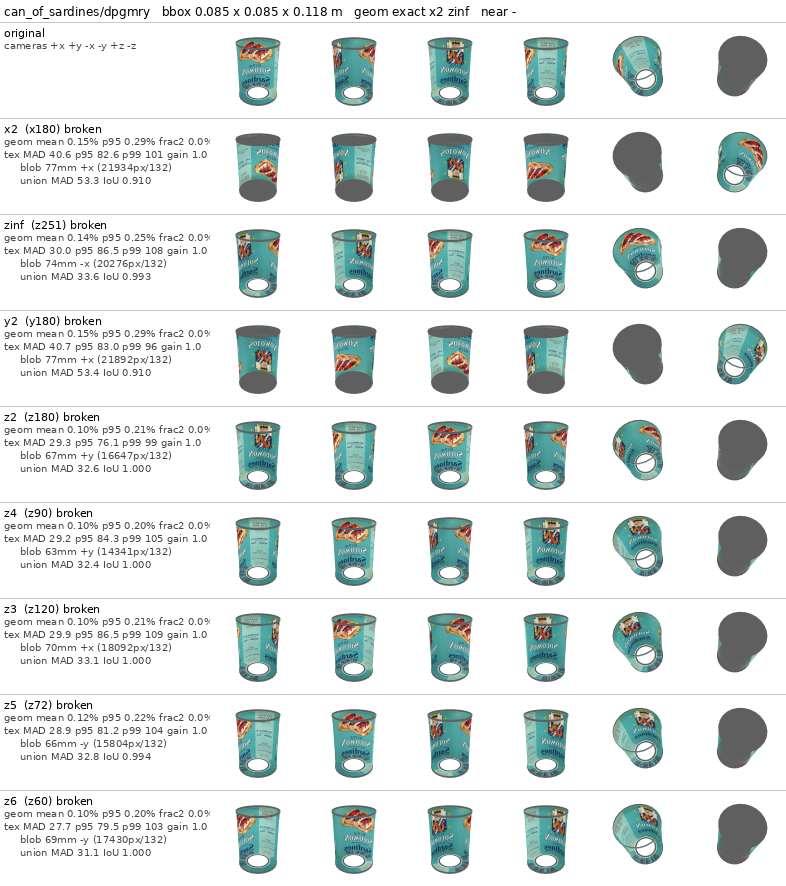 can_of_sardines/dpgmry bbox 0.085 x 0.085 x 0.118 m geom exact x2 zinf near -
original
cameras +x +y -x -y +z -z
x2 (x180) broken
geom mean 0.15% p95 0.29% frac2 0.0%
tex MAD 40.6 p95 82.6 p99 101 gain 1.0
blob 77mm +x (21934px/132)
union MAD 53.3 IoU 0.910
zinf (z251) broken
geom mean 0.14% p95 0.25% frac2 0.0%
tex MAD 30.0 p95 86.5 p99 108 gain 1.0
blob 74mm -x (20276px/132)
union MAD 33.6 IoU 0.993
y2 (y180) broken
geom mean 0.15% p95 0.29% frac2 0.0%
tex MAD 40.7 p95 83.0 p99 96 gain 1.0
blob 77mm +x (21892px/132)
union MAD 53.4 IoU 0.910
z2 (z180) broken
geom mean 0.10% p95 0.21% frac2 0.0%
tex MAD 29.3 p95 76.1 p99 99 gain 1.0
blob 67mm +y (16647px/132)
union MAD 32.6 IoU 1.000
z4 (z90) broken
geom mean 0.10% p95 0.20% frac2 0.0%
tex MAD 29.2 p95 84.3 p99 105 gain 1.0
blob 63mm +y (14341px/132)
union MAD 32.4 IoU 1.000
z3 (z120) broken
geom mean 0.10% p95 0.21% frac2 0.0%
tex MAD 29.9 p95 86.5 p99 109 gain 1.0
blob 70mm +x (18092px/132)
union MAD 33.1 IoU 1.000
z5 (z72) broken
geom mean 0.12% p95 0.22% frac2 0.0%
tex MAD 28.9 p95 81.2 p99 104 gain 1.0
blob 66mm -y (15804px/132)
union MAD 32.8 IoU 0.994
z6 (z60) broken
geom mean 0.10% p95 0.20% frac2 0.0%
tex MAD 27.7 p95 79.5 p99 103 gain 1.0
blob 69mm -y (17430px/132)
union MAD 31.1 IoU 1.000